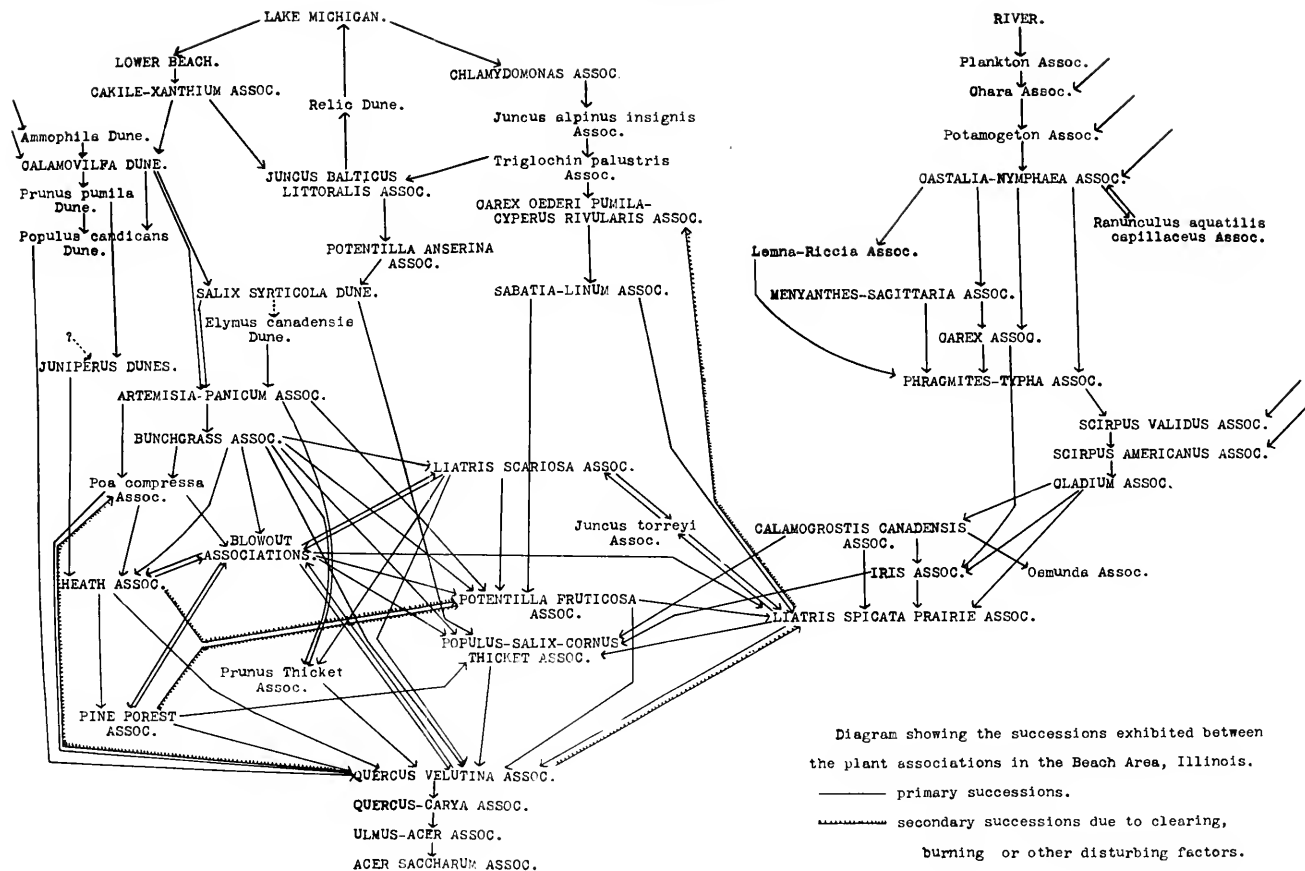 LAKE MICHIGAN.
LOWER BEACH.
CAKILE-XANTHIUM ASSOC.
Relic Dune.
CHLAMYDOMONAS ASSOC.
Juncus alpinus insignis
Assoc.
Triglochin palustris
Assoc.
Ammophila Dune.
CALAMOVILFA DUNE.
Prunus pumila
Dune.
Populus candicans
Dune.
JUNCUS BALTICUS
LITTORALIS ASSOC.
CAREX OEDERI PUMILA-
CYPERUS RIVULARIS ASSOC.
POTENTILLA ANSERINA
ASSOC.
SALIX SYRTICOLA DUNE.
SABATIA-LINUM ASSOC.
Elymus canadensis
Dune.
?
JUNIPERUS DUNES.
ARTEMISIA-PANICUM ASSOC.
BUNCHGRASS ASSOC.
LIATRIS SCARIOSA ASSOC.
Poa compressa
Assoc.
BLOWOUT
ASSOCIATIONS.
Juncus torreyi
Assoc.
HEATH ASSOC.
POTENTILLA FRUTICOSA
ASSOC.
POPULUS-SALIX-CORNUS
THICKET ASSOC.
Prunus Thicket
Assoc.
PINE POREST
ASSOC.
QUERCUS VELUTINA ASSOC.
QUERCUS-CARYA ASSOC.
ULMUS-ACER ASSOC.
ACER SACCHARUM ASSOC.
RIVER.
Plankton Assoc.
Chara Assoc.
Potamogeton Assoc.
CASTALIA-NYMPHAEA ASSOC.
Ranunculus aquatilis
capillaceus Assoc.
Lemna-Riccia Assoc.
MENYANTHES-SAGITTARIA ASSOC.
CAREX ASSOC.
PHRAGMITES-TYPHA ASSOC.
SCIRPUS VALIDUS ASSOC.
SCIRPUS AMERICANUS ASSOC.
CLADIUM ASSOC.
CALAMOGROSTIS CANADENSIS
ASSOC.
IRIS ASSOC.
Osmunda Assoc.
LIATRIS SPICATA PRAIRIE ASSOC.
Diagram showing the successions exhibited between
the plant associations in the Beach Area, Illinois.
primary successions.
secondary successions due to clearing,
burning or other disturbing factors.